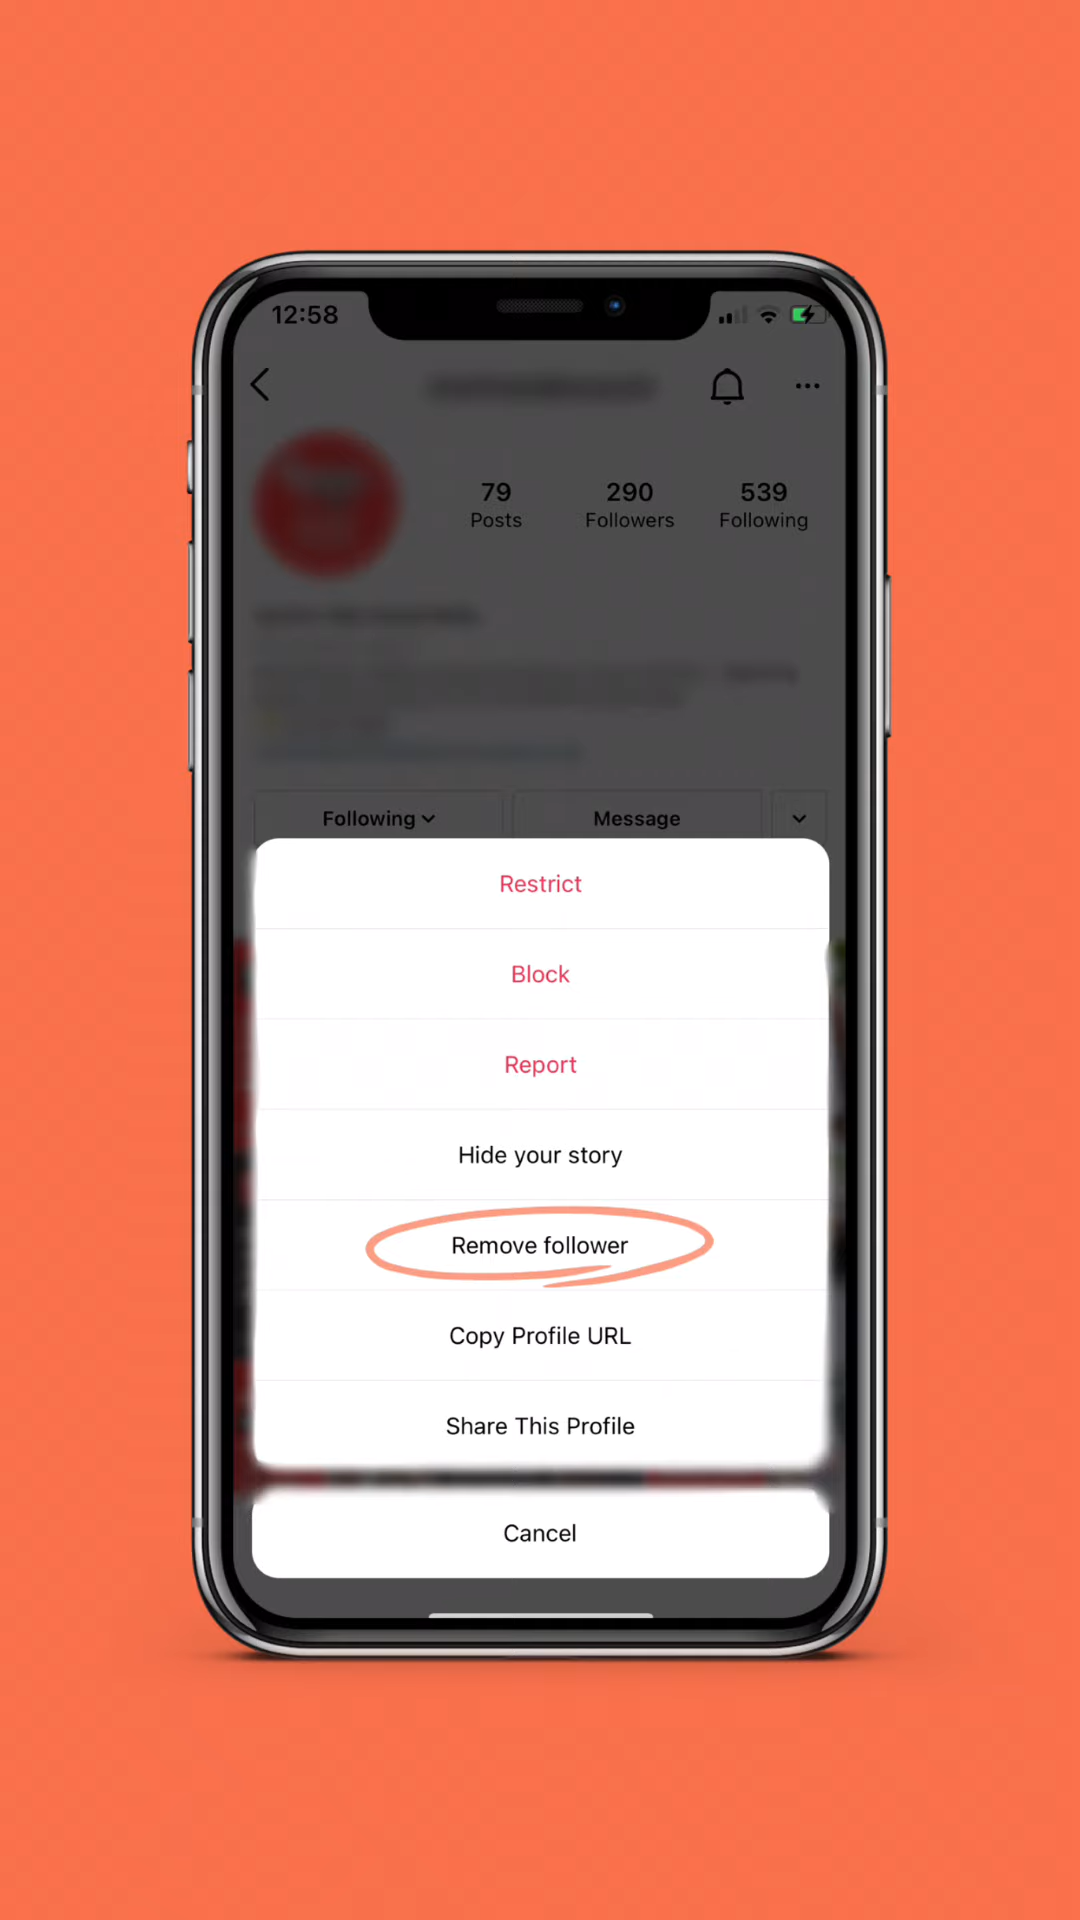 12:58
79
290
539
Posts
Followers
Following
Following
Message
Restrict
Block
Report
Hide your story
Remove follower
Copy Profile URL
Share This Profile
Cancel